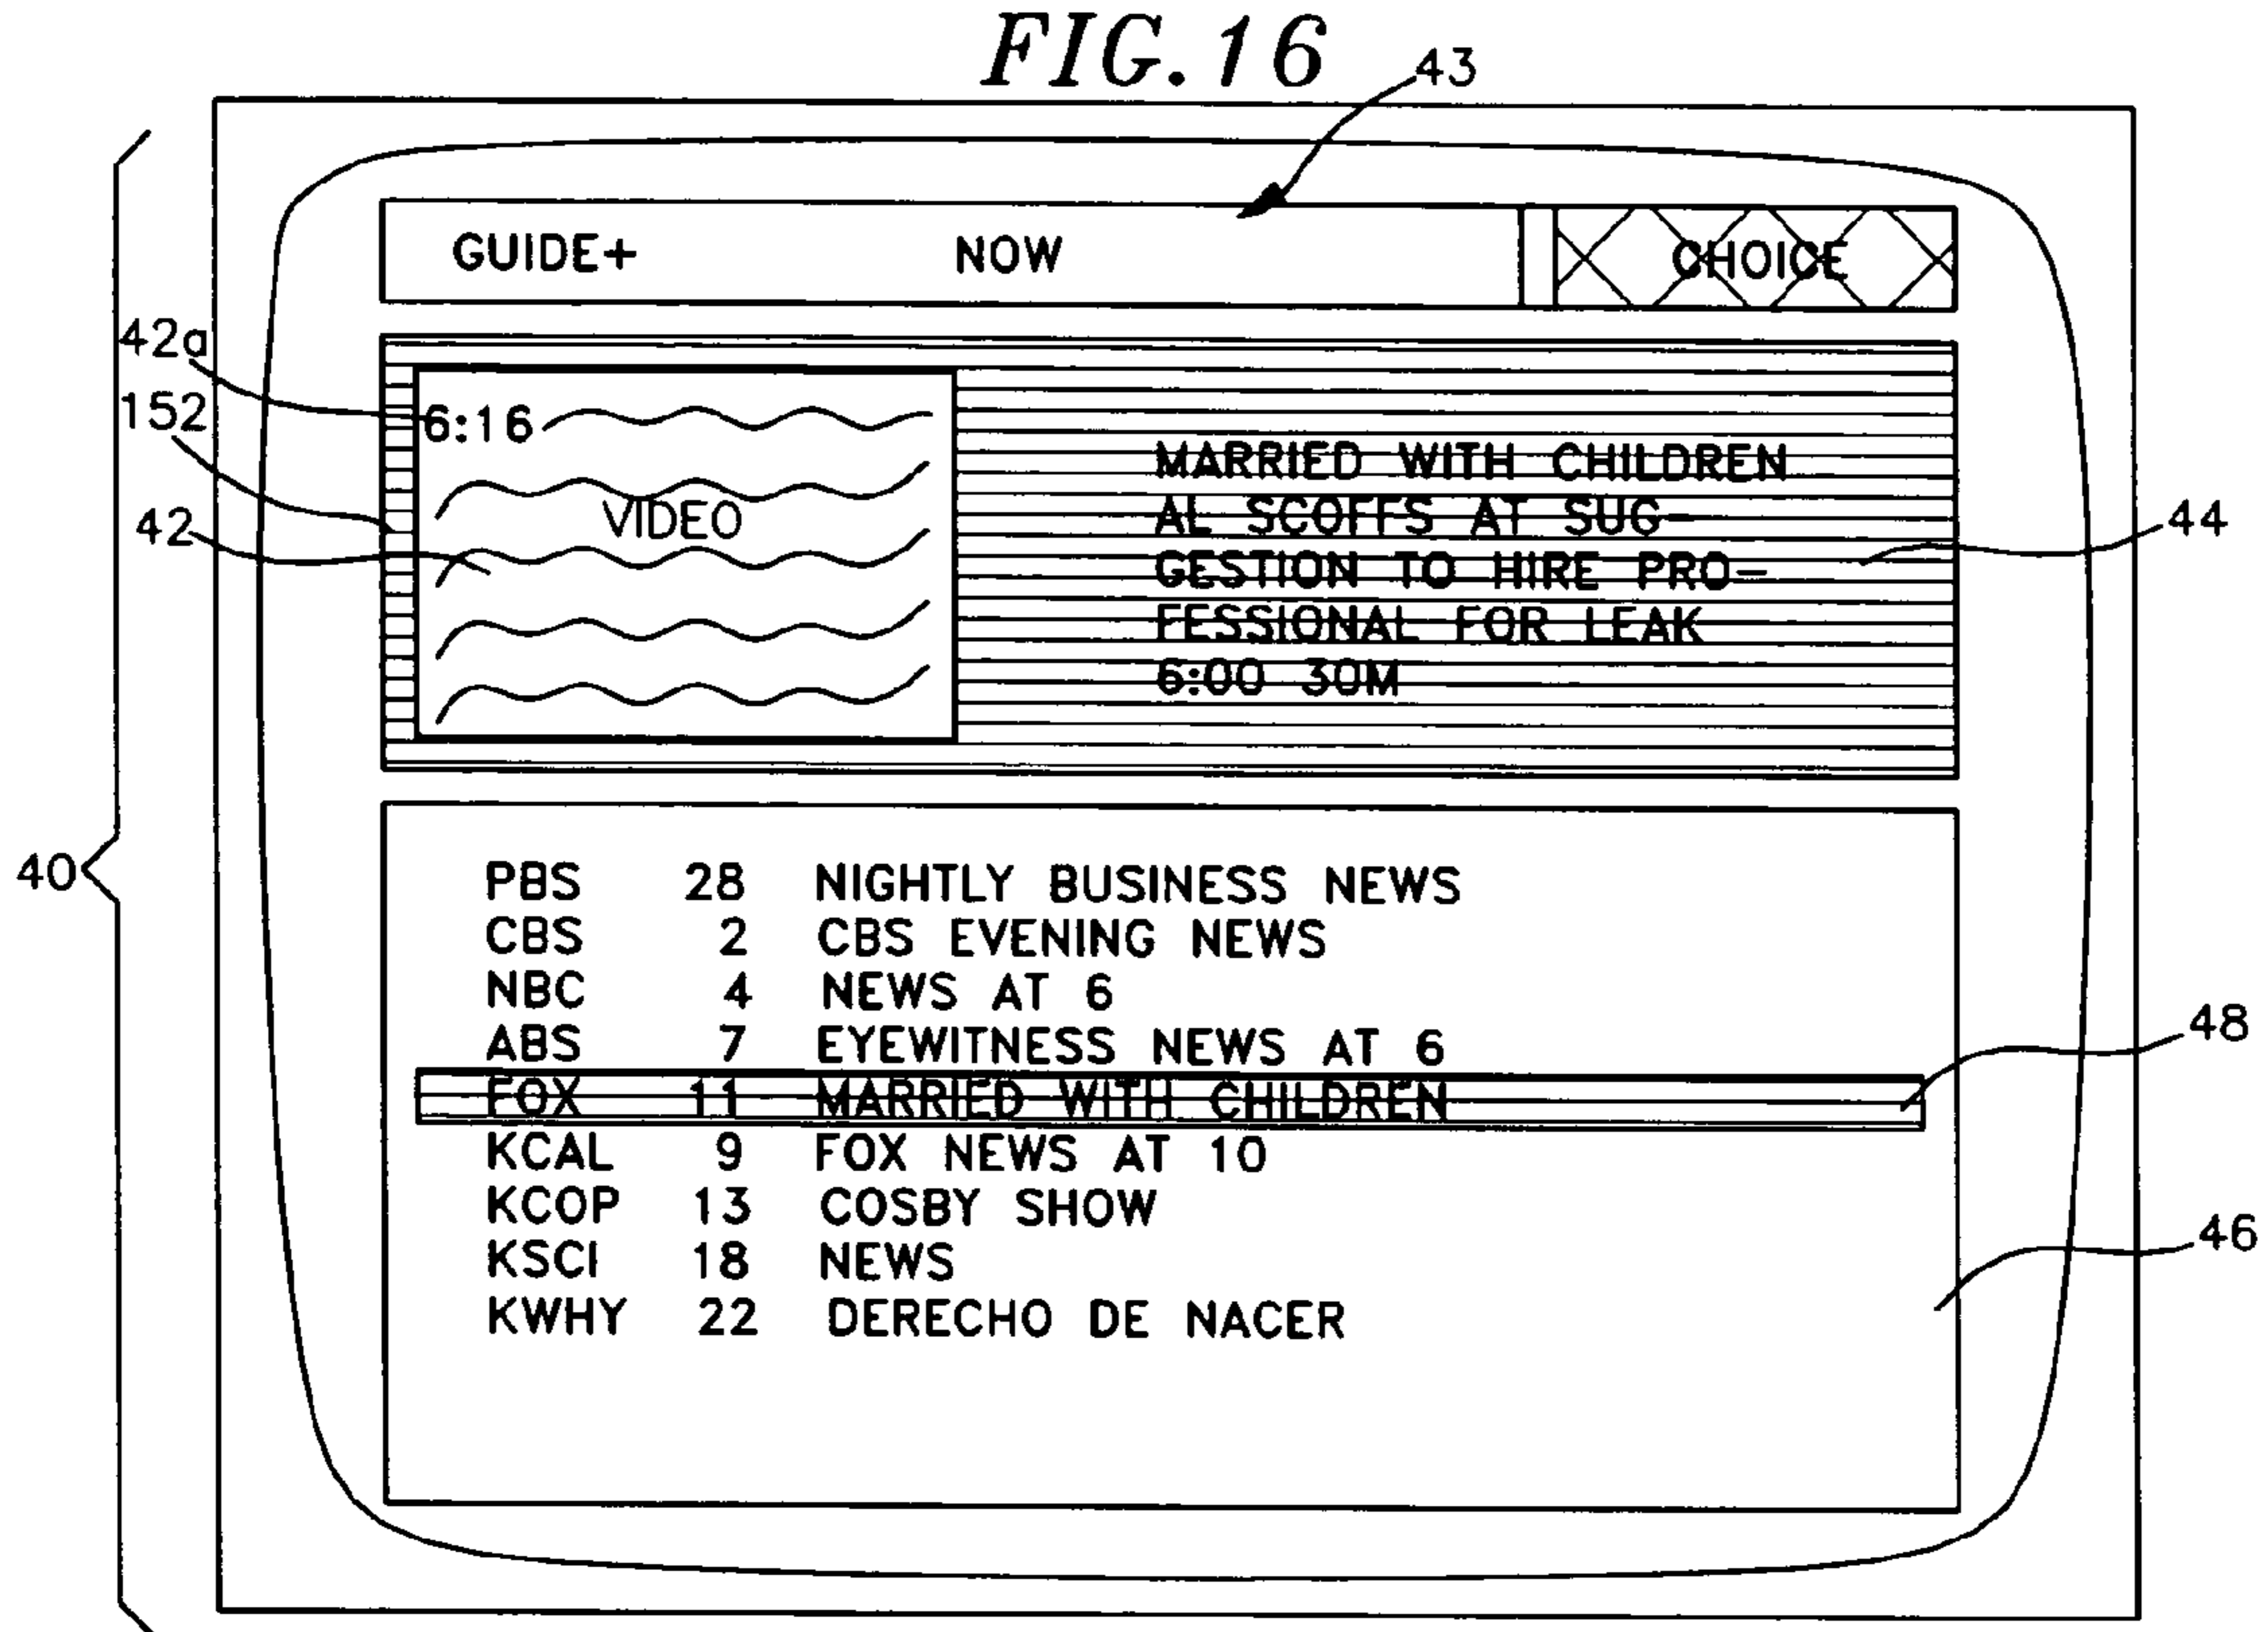 FIG. 16
43
GUIDE+ NOW CHOICE
42a
152
42
6:16
VIDEO
MARRIED WITH CHILDREN
AL SCOFFS AT SUG-
GESTION TO HIRE PRO-
FESSIONAL FOR LEAK
6:00 30M
44
40
PBS 28 NIGHTLY BUSINESS NEWS
CBS 2 CBS EVENING NEWS
NBC 4 NEWS AT 6
ABS 7 EYEWITNESS NEWS AT 6
FOX 11 MARRIED WITH CHILDREN
KCAL 9 FOX NEWS AT 10
KCOP 13 COSBY SHOW
KSCI 18 NEWS
KWHY 22 DERECHO DE NACER
48
46